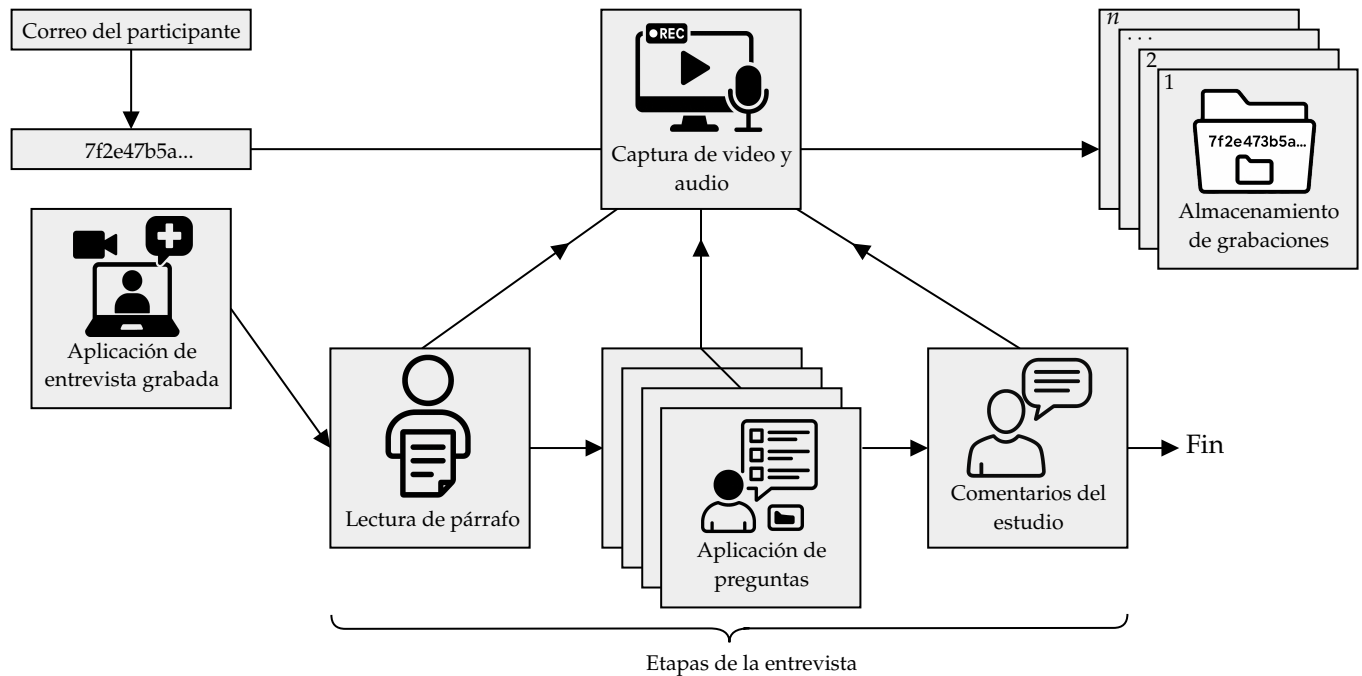 Correo del participante
7f2e47b5a...
REC
Captura de video y
audio
n
...
2
1
7f2e473b5a...
Almacenamiento
de grabaciones
Aplicación de
entrevista grabada
Lectura de párrafo
Aplicación de
preguntas
Comentarios del
estudio
Fin
Etapas de la entrevista